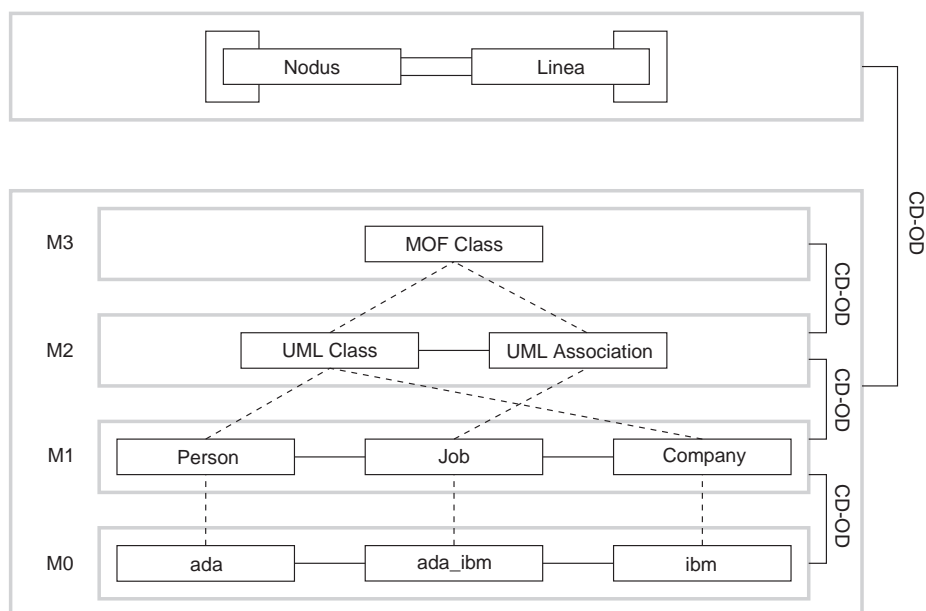 Nodus
Linea
CD-OD
M3
MOF Class
CD-OD
M2
UML Class
UML Association
CD-OD
M1
Person
Job
Company
CD-OD
M0
ada
ada_ibm
ibm